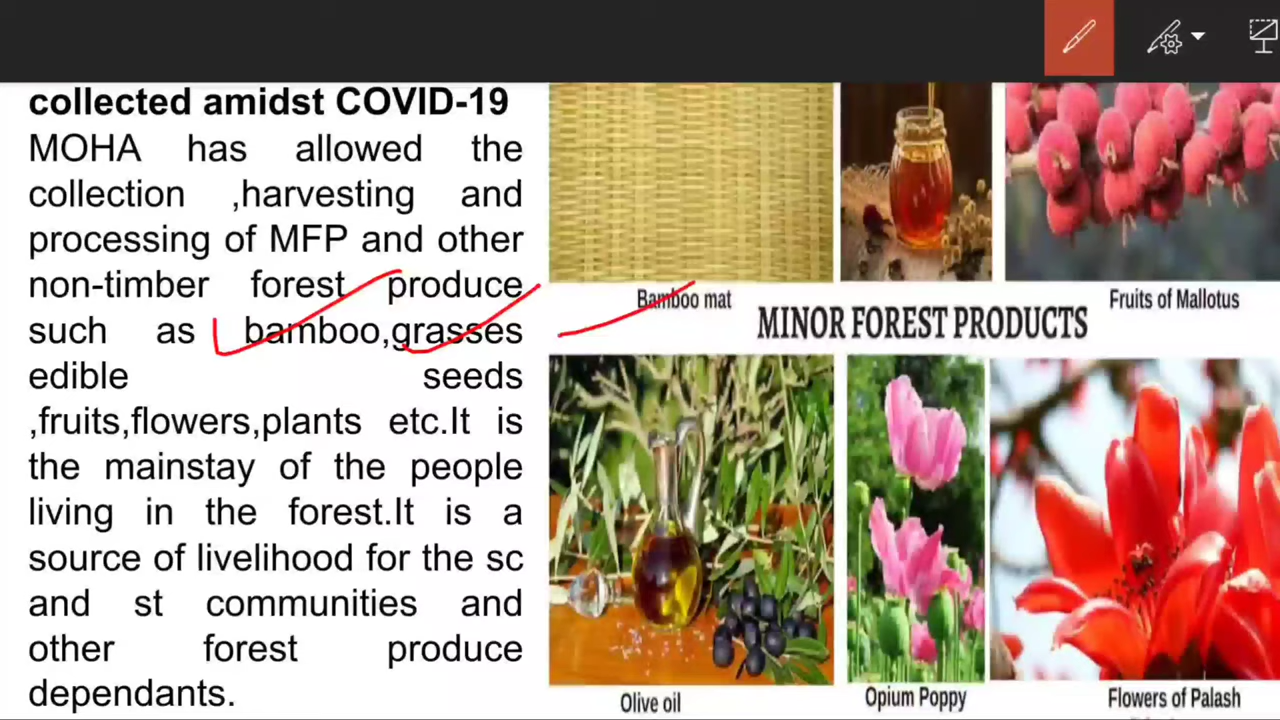 collected amidst COVID-19
MOHA has allowed the
collection ,harvesting and
processing of MFP and other
non-timber forest produce
such as bamboo,grasses
edible seeds
,fruits,flowers,plants etc.It is
the mainstay of the people
living in the forest.It is a
source of livelihood for the sc
and st communities and
other forest produce
dependants.
Bamboo mat
Fruits of Mallotus
MINOR FOREST PRODUCTS
Olive oil
Opium Poppy
Flowers of Palash